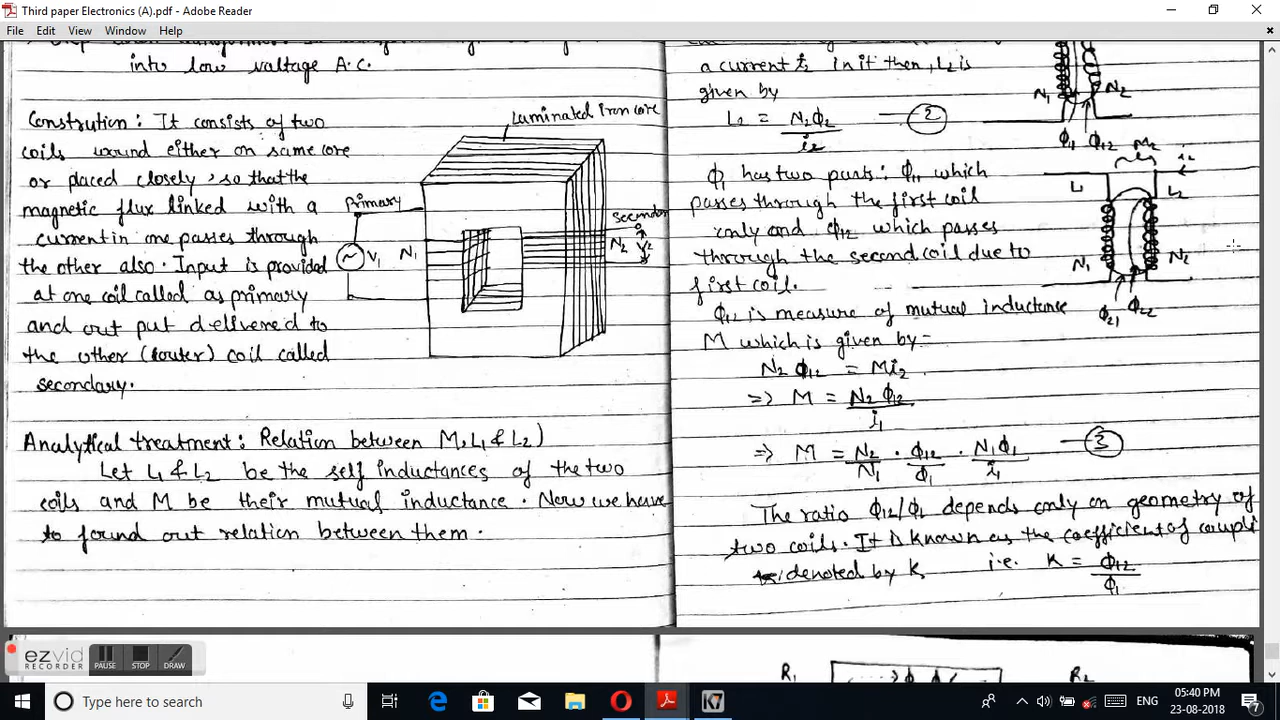 Third paper Electronics (A).pdf - Adobe Reader
File Edit View Window Help
into low voltage A.C.
Constrution: It consists of two
coils wound either on same core
or placed closely, so that the
magnetic flux linked with a
current in one passes through
the other also. Input is provided
at one coil called as primary
and out put delivered to
the other (outer) coil called
secondary.
Luminated iron core
Primary
V1
N1
N2
V2
Analytical treatment: Relation between M, L1 & L2)
Let L1 & L2 be the self inductances of the two
coils and M be their mutual inductance. Now we have
to found out relation between them.
a current i2 in it then, L2 is
given by
L2 = N2ϕ2/i2 — (2)
ϕ1 has two parts: ϕ11 which
passes through the first coil
only and ϕ12 which passes
through the second coil due to
first coil.
ϕ12 is measure of mutual inductance
M which is given by =
N2 ϕ12 = Mi2
=> M = N2 ϕ12/i1
=> M = N2/N1 . ϕ12/ϕ1 . N1ϕ1/i1 — (3)
The ratio ϕ12/ϕ1 depends only on geometry of
two coils. It is known as the coefficient of coupli
denoted by K, i.e. K = ϕ12/ϕ1
N1 N2
ϕ11 ϕ12
M2
i2
L L2
N1 N2
ϕ21 ϕ22
R1 R2
ezvid
RECORDER
PAUSE STOP DRAW
Type here to search
ENG
05:40 PM
23-08-2018
7